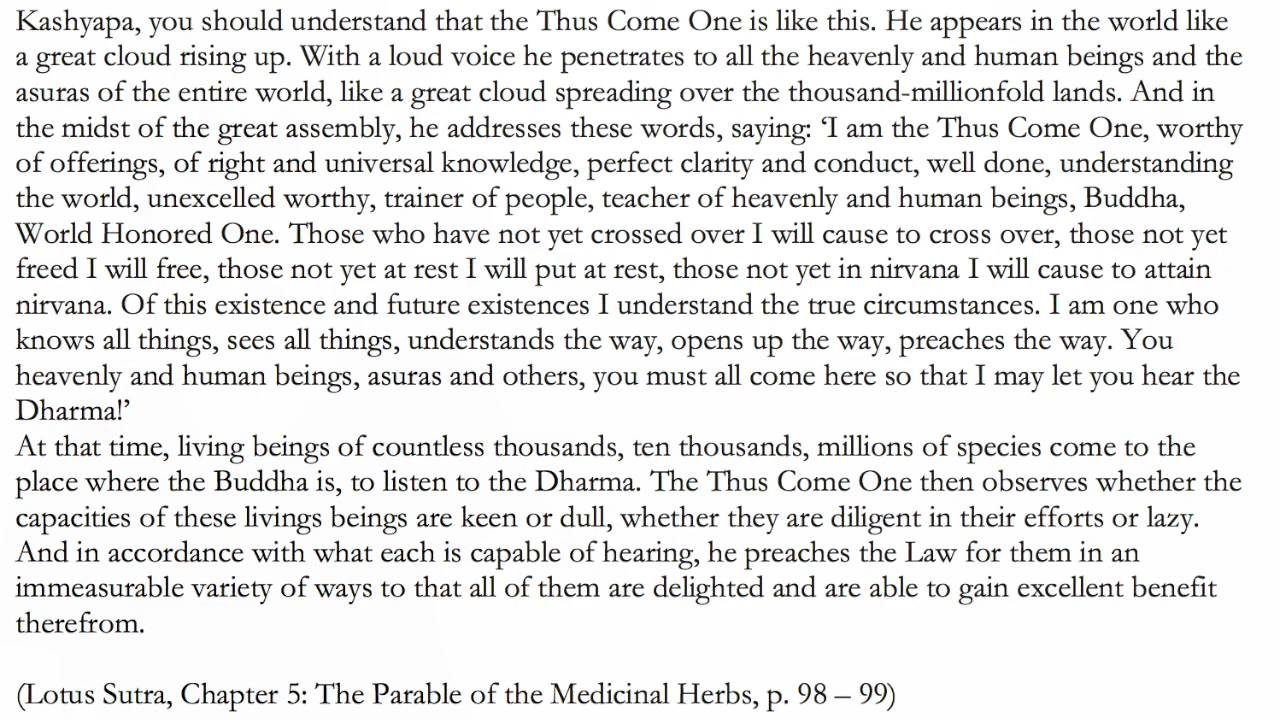 Kashyapa, you should understand that the Thus Come One is like this. He appears in the world like
a great cloud rising up. With a loud voice he penetrates to all the heavenly and human beings and the
asuras of the entire world, like a great cloud spreading over the thousand-millionfold lands. And in
the midst of the great assembly, he addresses these words, saying: ‘I am the Thus Come One, worthy
of offerings, of right and universal knowledge, perfect clarity and conduct, well done, understanding
the world, unexcelled worthy, trainer of people, teacher of heavenly and human beings, Buddha,
World Honored One. Those who have not yet crossed over I will cause to cross over, those not yet
freed I will free, those not yet at rest I will put at rest, those not yet in nirvana I will cause to attain
nirvana. Of this existence and future existences I understand the true circumstances. I am one who
knows all things, sees all things, understands the way, opens up the way, preaches the way. You
heavenly and human beings, asuras and others, you must all come here so that I may let you hear the
Dharma!’
At that time, living beings of countless thousands, ten thousands, millions of species come to the
place where the Buddha is, to listen to the Dharma. The Thus Come One then observes whether the
capacities of these livings beings are keen or dull, whether they are diligent in their efforts or lazy.
And in accordance with what each is capable of hearing, he preaches the Law for them in an
immeasurable variety of ways to that all of them are delighted and are able to gain excellent benefit
therefrom.
(Lotus Sutra, Chapter 5: The Parable of the Medicinal Herbs, p. 98 – 99)